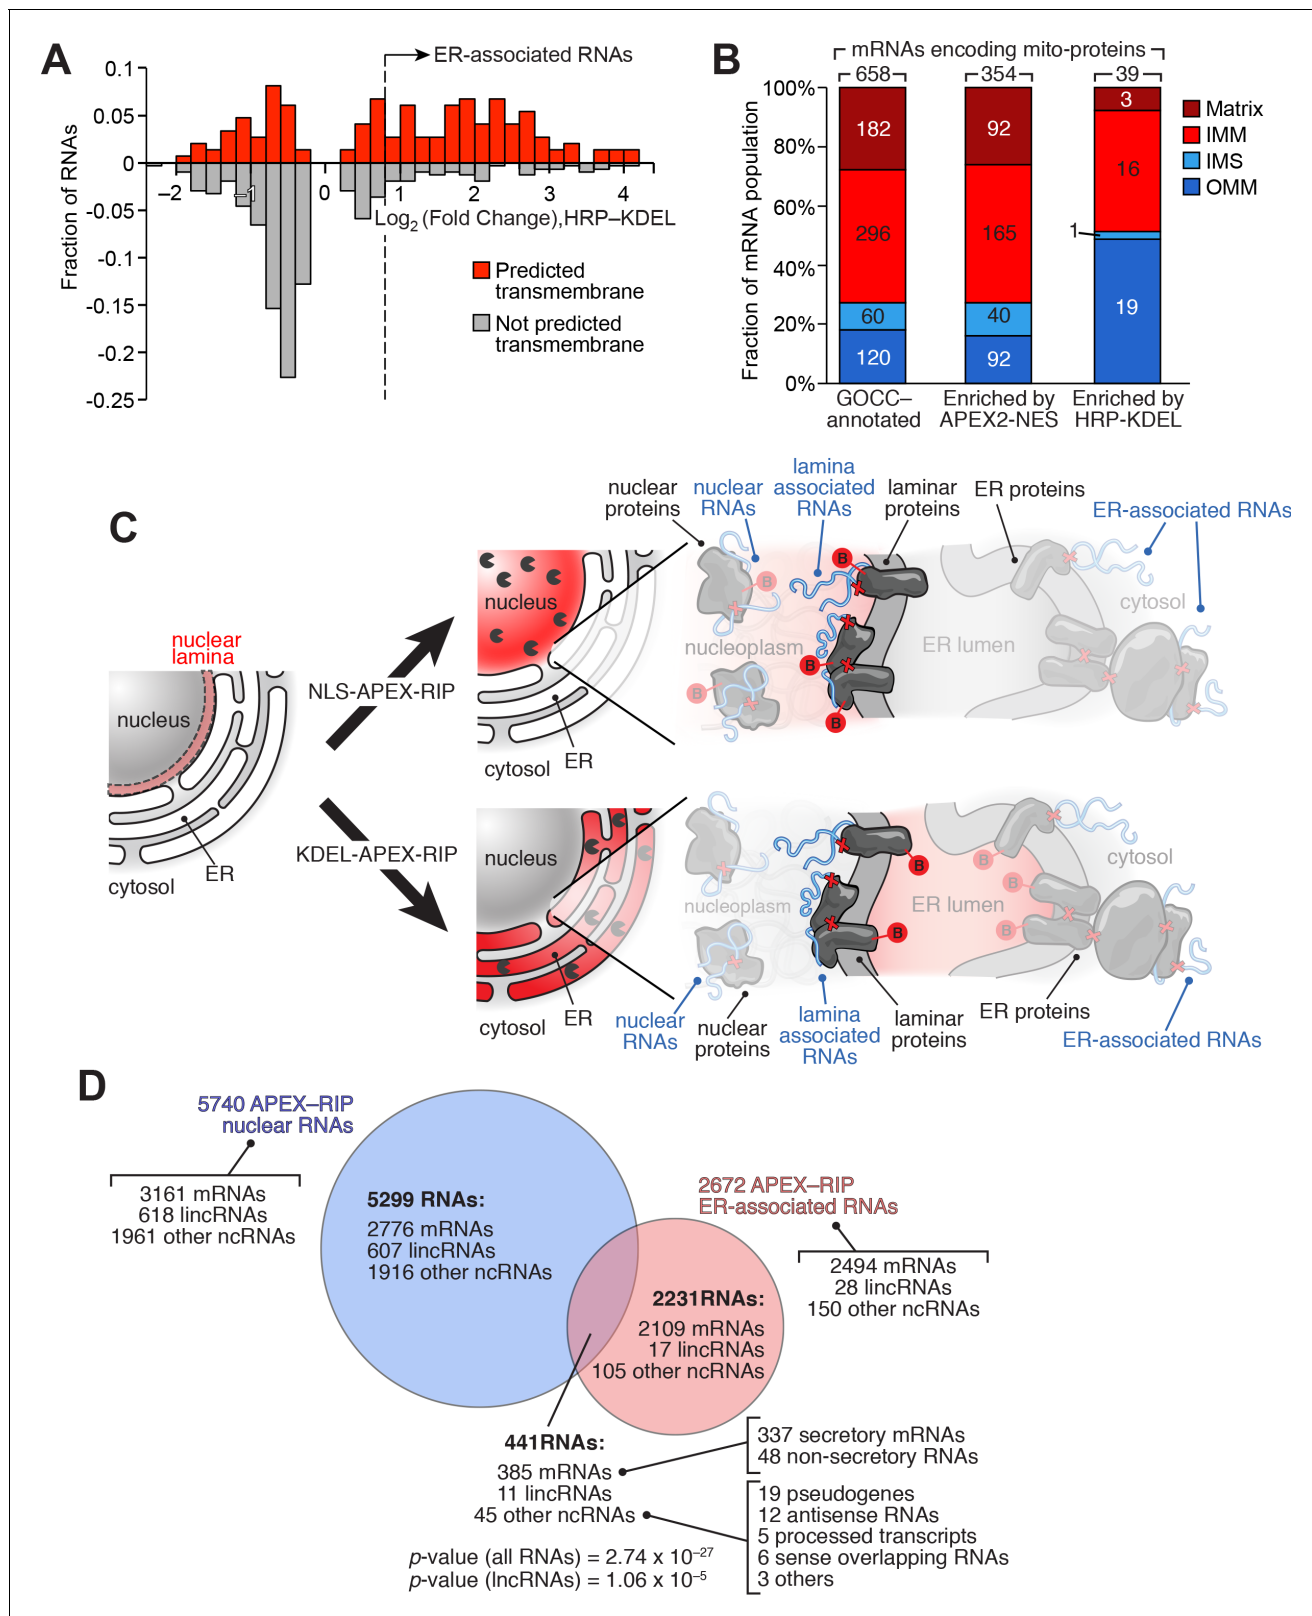 A
ER-associated RNAs
0.1
0.05
0
-0.05
-0.1
-0.15
-0.2
-0.25
Fraction of RNAs
–2
–1
0
1
2
3
4
Log2 (Fold Change), HRP–KDEL
Predicted
transmembrane
Not predicted
transmembrane
B
mRNAs encoding mito-proteins
658
354
39
100%
80%
60%
40%
20%
0%
Fraction of mRNA population
182
296
60
120
92
165
40
92
3
16
1
19
GOCC–
annotated
Enriched by
APEX2-NES
Enriched by
HRP-KDEL
Matrix
IMM
IMS
OMM
C
nuclear
lamina
nucleus
ER
cytosol
NLS-APEX-RIP
KDEL-APEX-RIP
nucleus
ER
cytosol
nuclear
proteins
nuclear
RNAs
lamina
associated
RNAs
laminar
proteins
ER proteins
ER-associated RNAs
B
B
B
B
B
nucleoplasm
ER lumen
cytosol
nucleus
ER
cytosol
B
B
B
B
B
nucleoplasm
ER lumen
cytosol
nuclear
RNAs
nuclear
proteins
lamina
associated
RNAs
laminar
proteins
ER proteins
ER-associated RNAs
D
5740 APEX–RIP
nuclear RNAs
3161 mRNAs
618 lincRNAs
1961 other ncRNAs
5299 RNAs:
2776 mRNAs
607 lincRNAs
1916 other ncRNAs
2672 APEX–RIP
ER-associated RNAs
2494 mRNAs
28 lincRNAs
150 other ncRNAs
2231RNAs:
2109 mRNAs
17 lincRNAs
105 other ncRNAs
441RNAs:
385 mRNAs
11 lincRNAs
45 other ncRNAs
337 secretory mRNAs
48 non-secretory RNAs
19 pseudogenes
12 antisense RNAs
5 processed transcripts
6 sense overlapping RNAs
3 others
p-value (all RNAs) = 2.74 x 10–27
p-value (lncRNAs) = 1.06 x 10–5